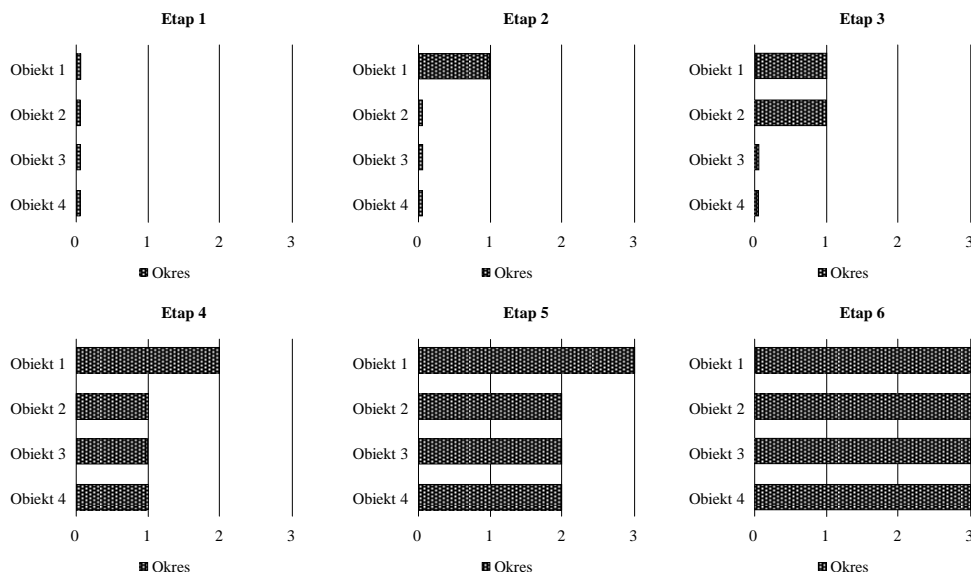 Etap 1
Obiekt 1
Obiekt 2
Obiekt 3
Obiekt 4
0 1 2 3
Okres
Etap 2
Obiekt 1
Obiekt 2
Obiekt 3
Obiekt 4
0 1 2 3
Okres
Etap 3
Obiekt 1
Obiekt 2
Obiekt 3
Obiekt 4
0 1 2 3
Okres
Etap 4
Obiekt 1
Obiekt 2
Obiekt 3
Obiekt 4
0 1 2 3
Okres
Etap 5
Obiekt 1
Obiekt 2
Obiekt 3
Obiekt 4
0 1 2 3
Okres
Etap 6
Obiekt 1
Obiekt 2
Obiekt 3
Obiekt 4
0 1 2 3
Okres